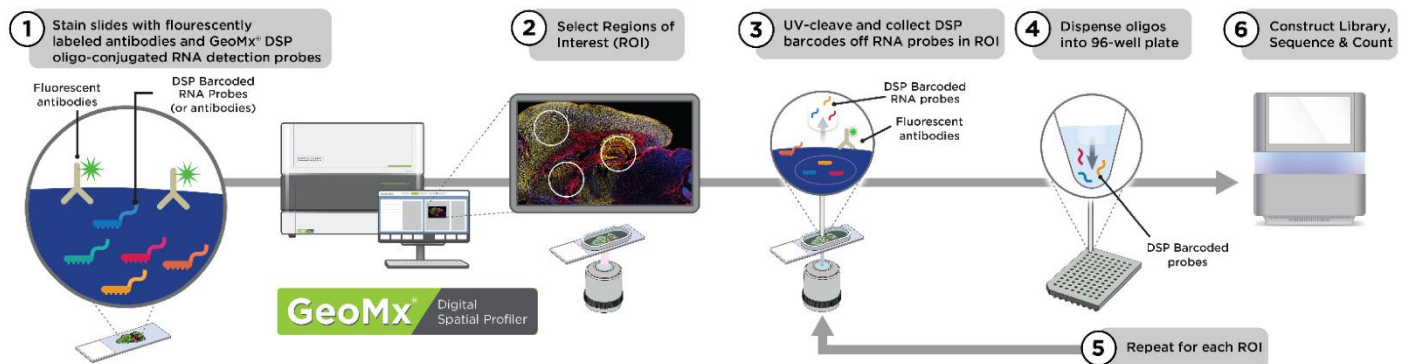 1
Stain slides with flourescently
labeled antibodies and GeoMx® DSP
oligo-conjugated RNA detection probes
Fluorescent
antibodies
DSP Barcoded
RNA Probes
(or antibodies)
2
Select Regions of
Interest (ROI)
GeoMx®
Digital
Spatial Profiler
3
UV-cleave and collect DSP
barcodes off RNA probes in ROI
DSP Barcoded
RNA probes
Fluorescent
antibodies
4
Dispense oligos
into 96-well plate
DSP Barcoded
probes
5
Repeat for each ROI
6
Construct Library,
Sequence & Count